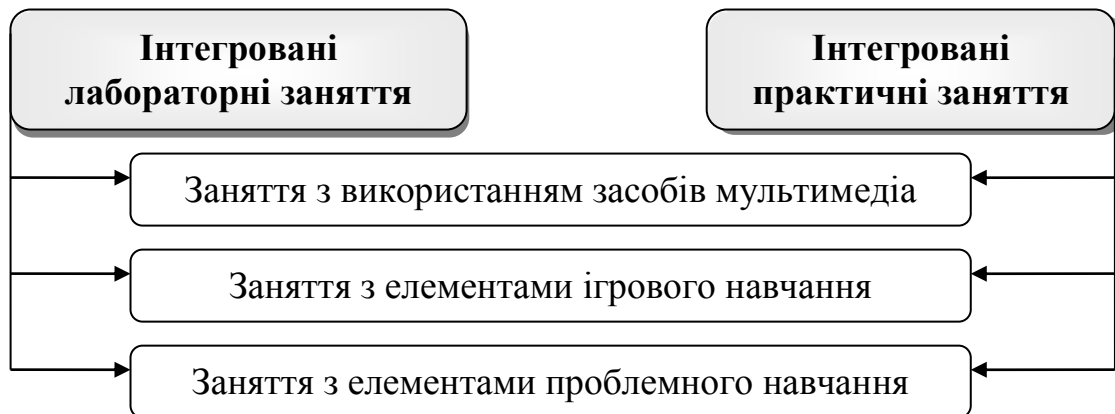 Інтегровані
лабораторні заняття
Інтегровані
практичні заняття
Заняття з використанням засобів мультимедіа
Заняття з елементами ігрового навчання
Заняття з елементами проблемного навчання